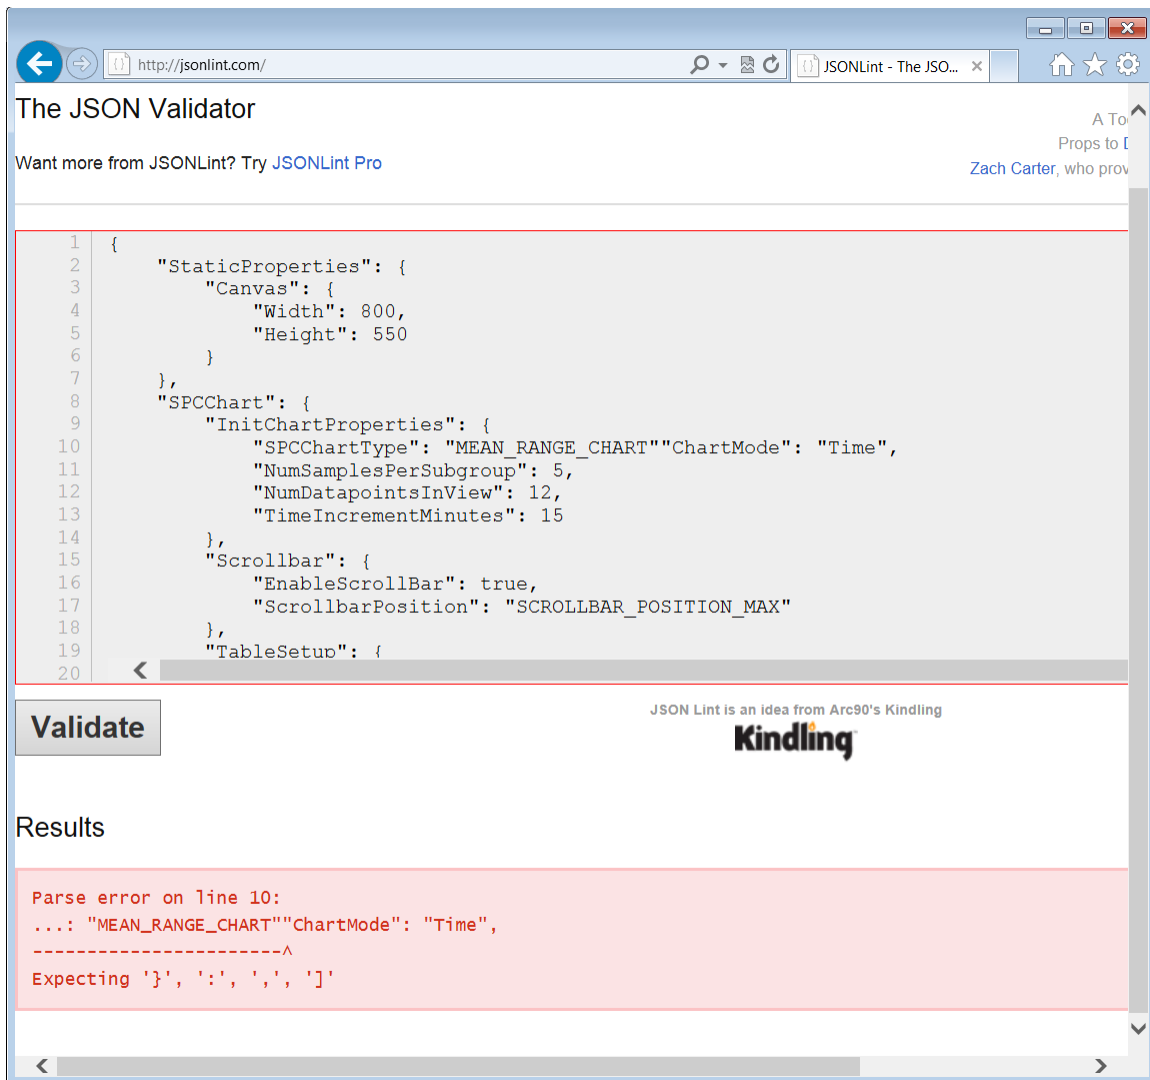 http://jsonlint.com/
JSONLint - The JSO...
The JSON Validator
A To
Props to
Want more from JSONLint? Try JSONLint Pro
Zach Carter, who prov
1 {
2 "StaticProperties": {
3 "Canvas": {
4 "Width": 800,
5 "Height": 550
6 }
7 },
8 "SPCChart": {
9 "InitChartProperties": {
10 "SPCChartType": "MEAN_RANGE_CHART""ChartMode": "Time",
11 "NumSamplesPerSubgroup": 5,
12 "NumDatapointsInView": 12,
13 "TimeIncrementMinutes": 15
14 },
15 "Scrollbar": {
16 "EnableScrollBar": true,
17 "ScrollbarPosition": "SCROLLBAR_POSITION_MAX"
18 },
19 "TableSetup": {
20
Validate
JSON Lint is an idea from Arc90's Kindling
Kindling
Results
Parse error on line 10:
...: "MEAN_RANGE_CHART""ChartMode": "Time",
-----------------------^
Expecting '}', ':', ',', ']'